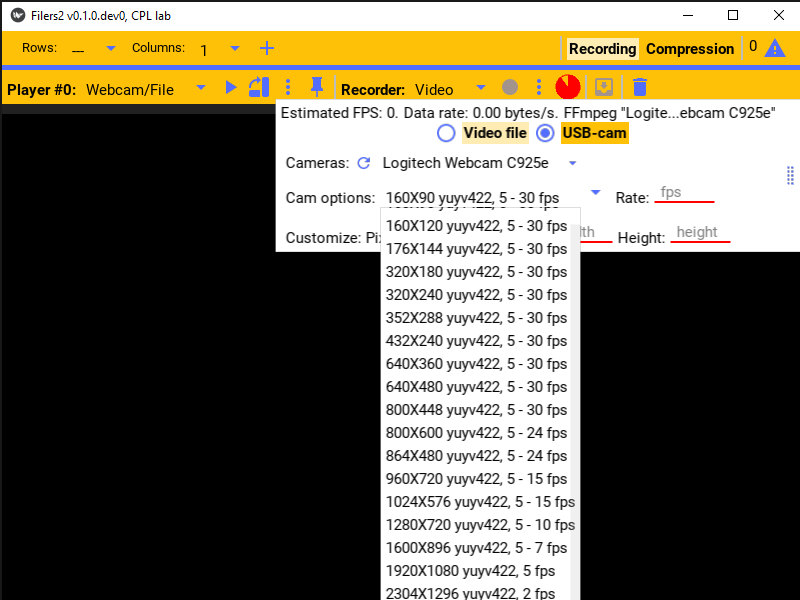 Filers2 v0.1.0.dev0, CPL lab
Rows: --- Columns: 1 Recording Compression 0
Player #0: Webcam/File Recorder: Video
Estimated FPS: 0. Data rate: 0.00 bytes/s. FFmpeg "Logite...ebcam C925e"
Video file USB-cam
Cameras: Logitech Webcam C925e
Cam options: 160X90 yuyv422, 5 - 30 fps Rate: fps
160X120 yuyv422, 5 - 30 fps
Customize: Height: height
176X144 yuyv422, 5 - 30 fps
320X180 yuyv422, 5 - 30 fps
320X240 yuyv422, 5 - 30 fps
352X288 yuyv422, 5 - 30 fps
432X240 yuyv422, 5 - 30 fps
640X360 yuyv422, 5 - 30 fps
640X480 yuyv422, 5 - 30 fps
800X448 yuyv422, 5 - 30 fps
800X600 yuyv422, 5 - 24 fps
864X480 yuyv422, 5 - 24 fps
960X720 yuyv422, 5 - 15 fps
1024X576 yuyv422, 5 - 15 fps
1280X720 yuyv422, 5 - 10 fps
1600X896 yuyv422, 5 - 7 fps
1920X1080 yuyv422, 5 fps
2304X1296 yuyv422, 2 fps